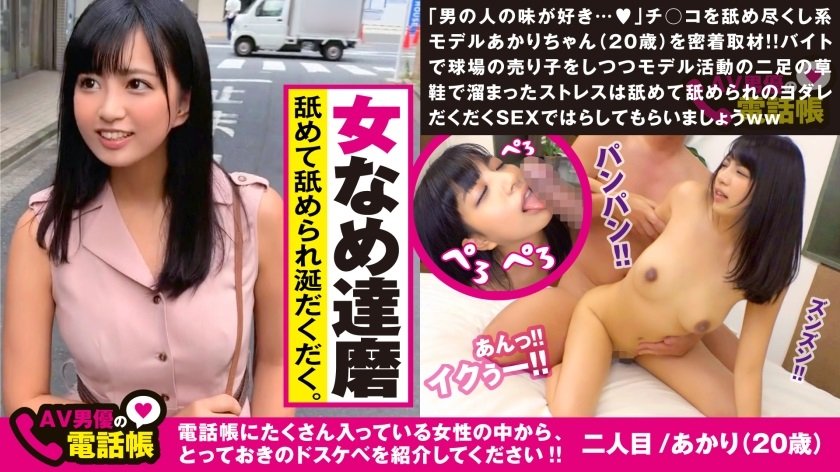 「男の人の味が好き…♥」チ○コを舐め尽くし系
モデルあかりちゃん(20歳)を密着取材!!バイト
で球場の売り子をしつつモデル活動の二足の草
鞋で溜まったストレスは舐めて舐められのヨダレ
だくだくSEXではらしてもらいましょうww
女なめ達磨
舐めて舐められ涎だくだく。
ぺろ
ぺろ
ぺろ
パンパン!!
ズンズン!!
あんっ!!
イクぅー!!
AV男優の
電話帳
電話帳にたくさん入っている女性の中から、
とっておきのドスケベを紹介してください!!
二人目/あかり(20歳)